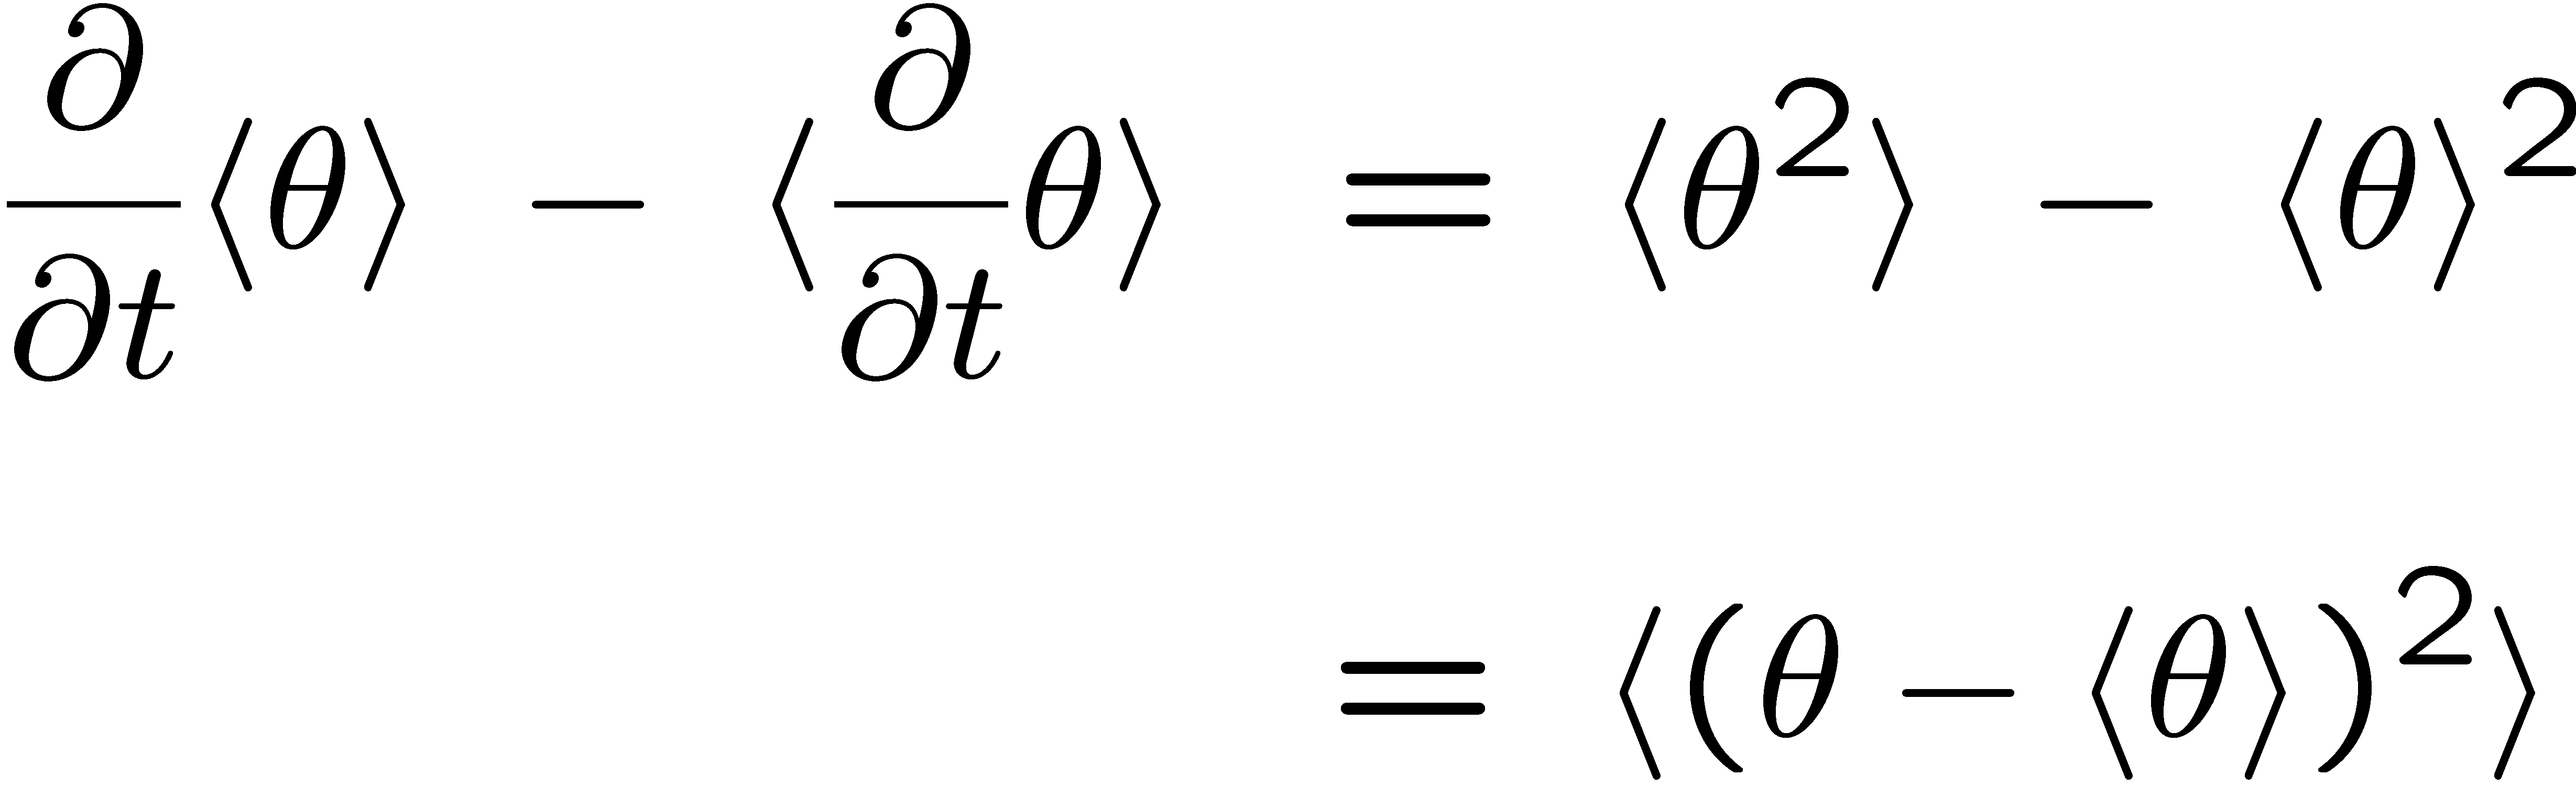 ∂/∂t ⟨θ⟩ − ⟨∂/∂t θ⟩ = ⟨θ²⟩ − ⟨θ⟩²
= ⟨(θ − ⟨θ⟩)²⟩